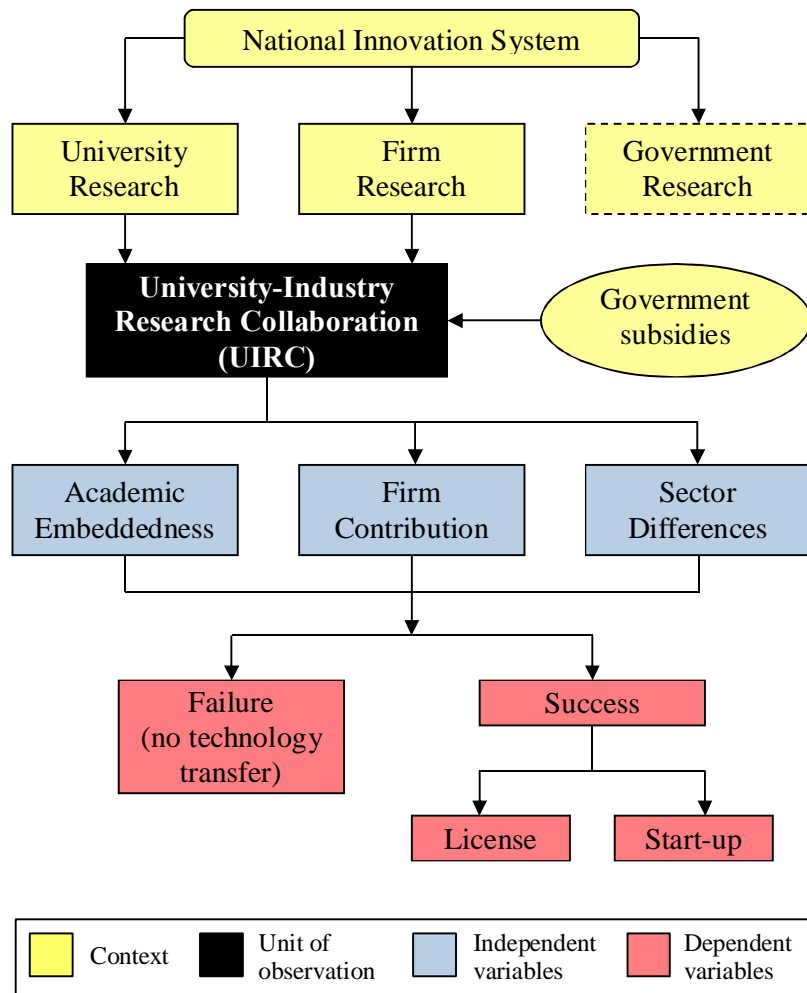 National Innovation System
University
Research
Firm
Research
Government
Research
University-Industry
Research Collaboration
(UIRC)
Government
subsidies
Academic
Embeddedness
Firm
Contribution
Sector
Differences
Failure
(no technology
transfer)
Success
License
Start-up
Context
Unit of
observation
Independent
variables
Dependent
variables